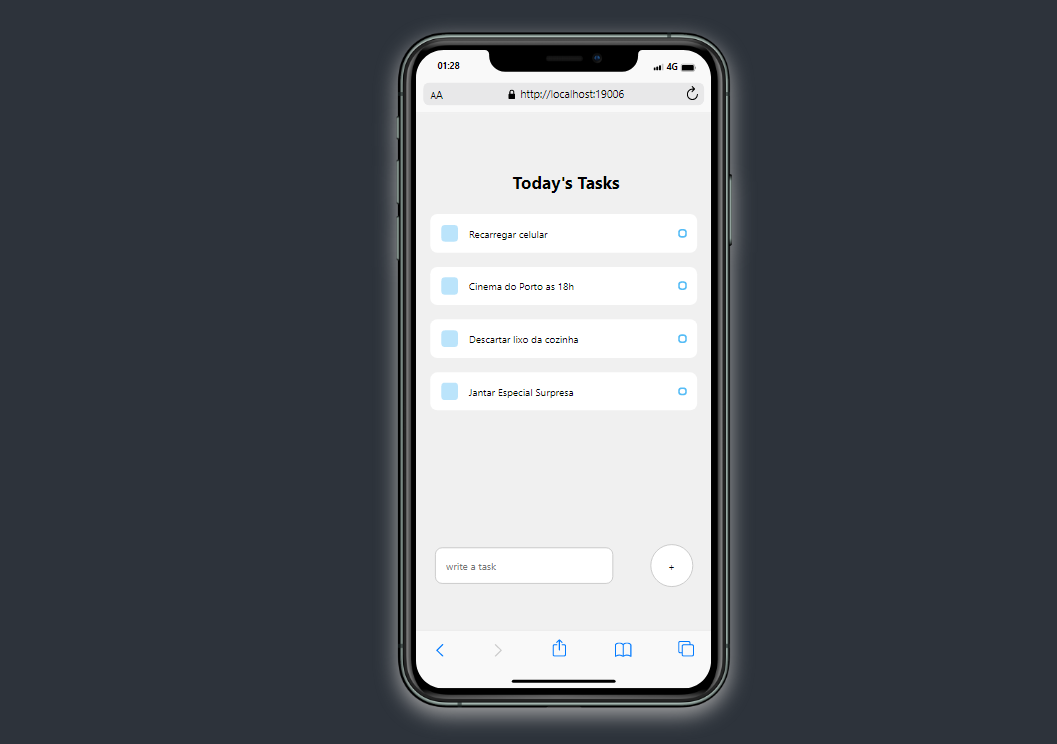 01:28
4G
AA
http://localhost:19006
Today's Tasks
Recarregar celular
Cinema do Porto as 18h
Descartar lixo da cozinha
Jantar Especial Surpresa
write a task
+